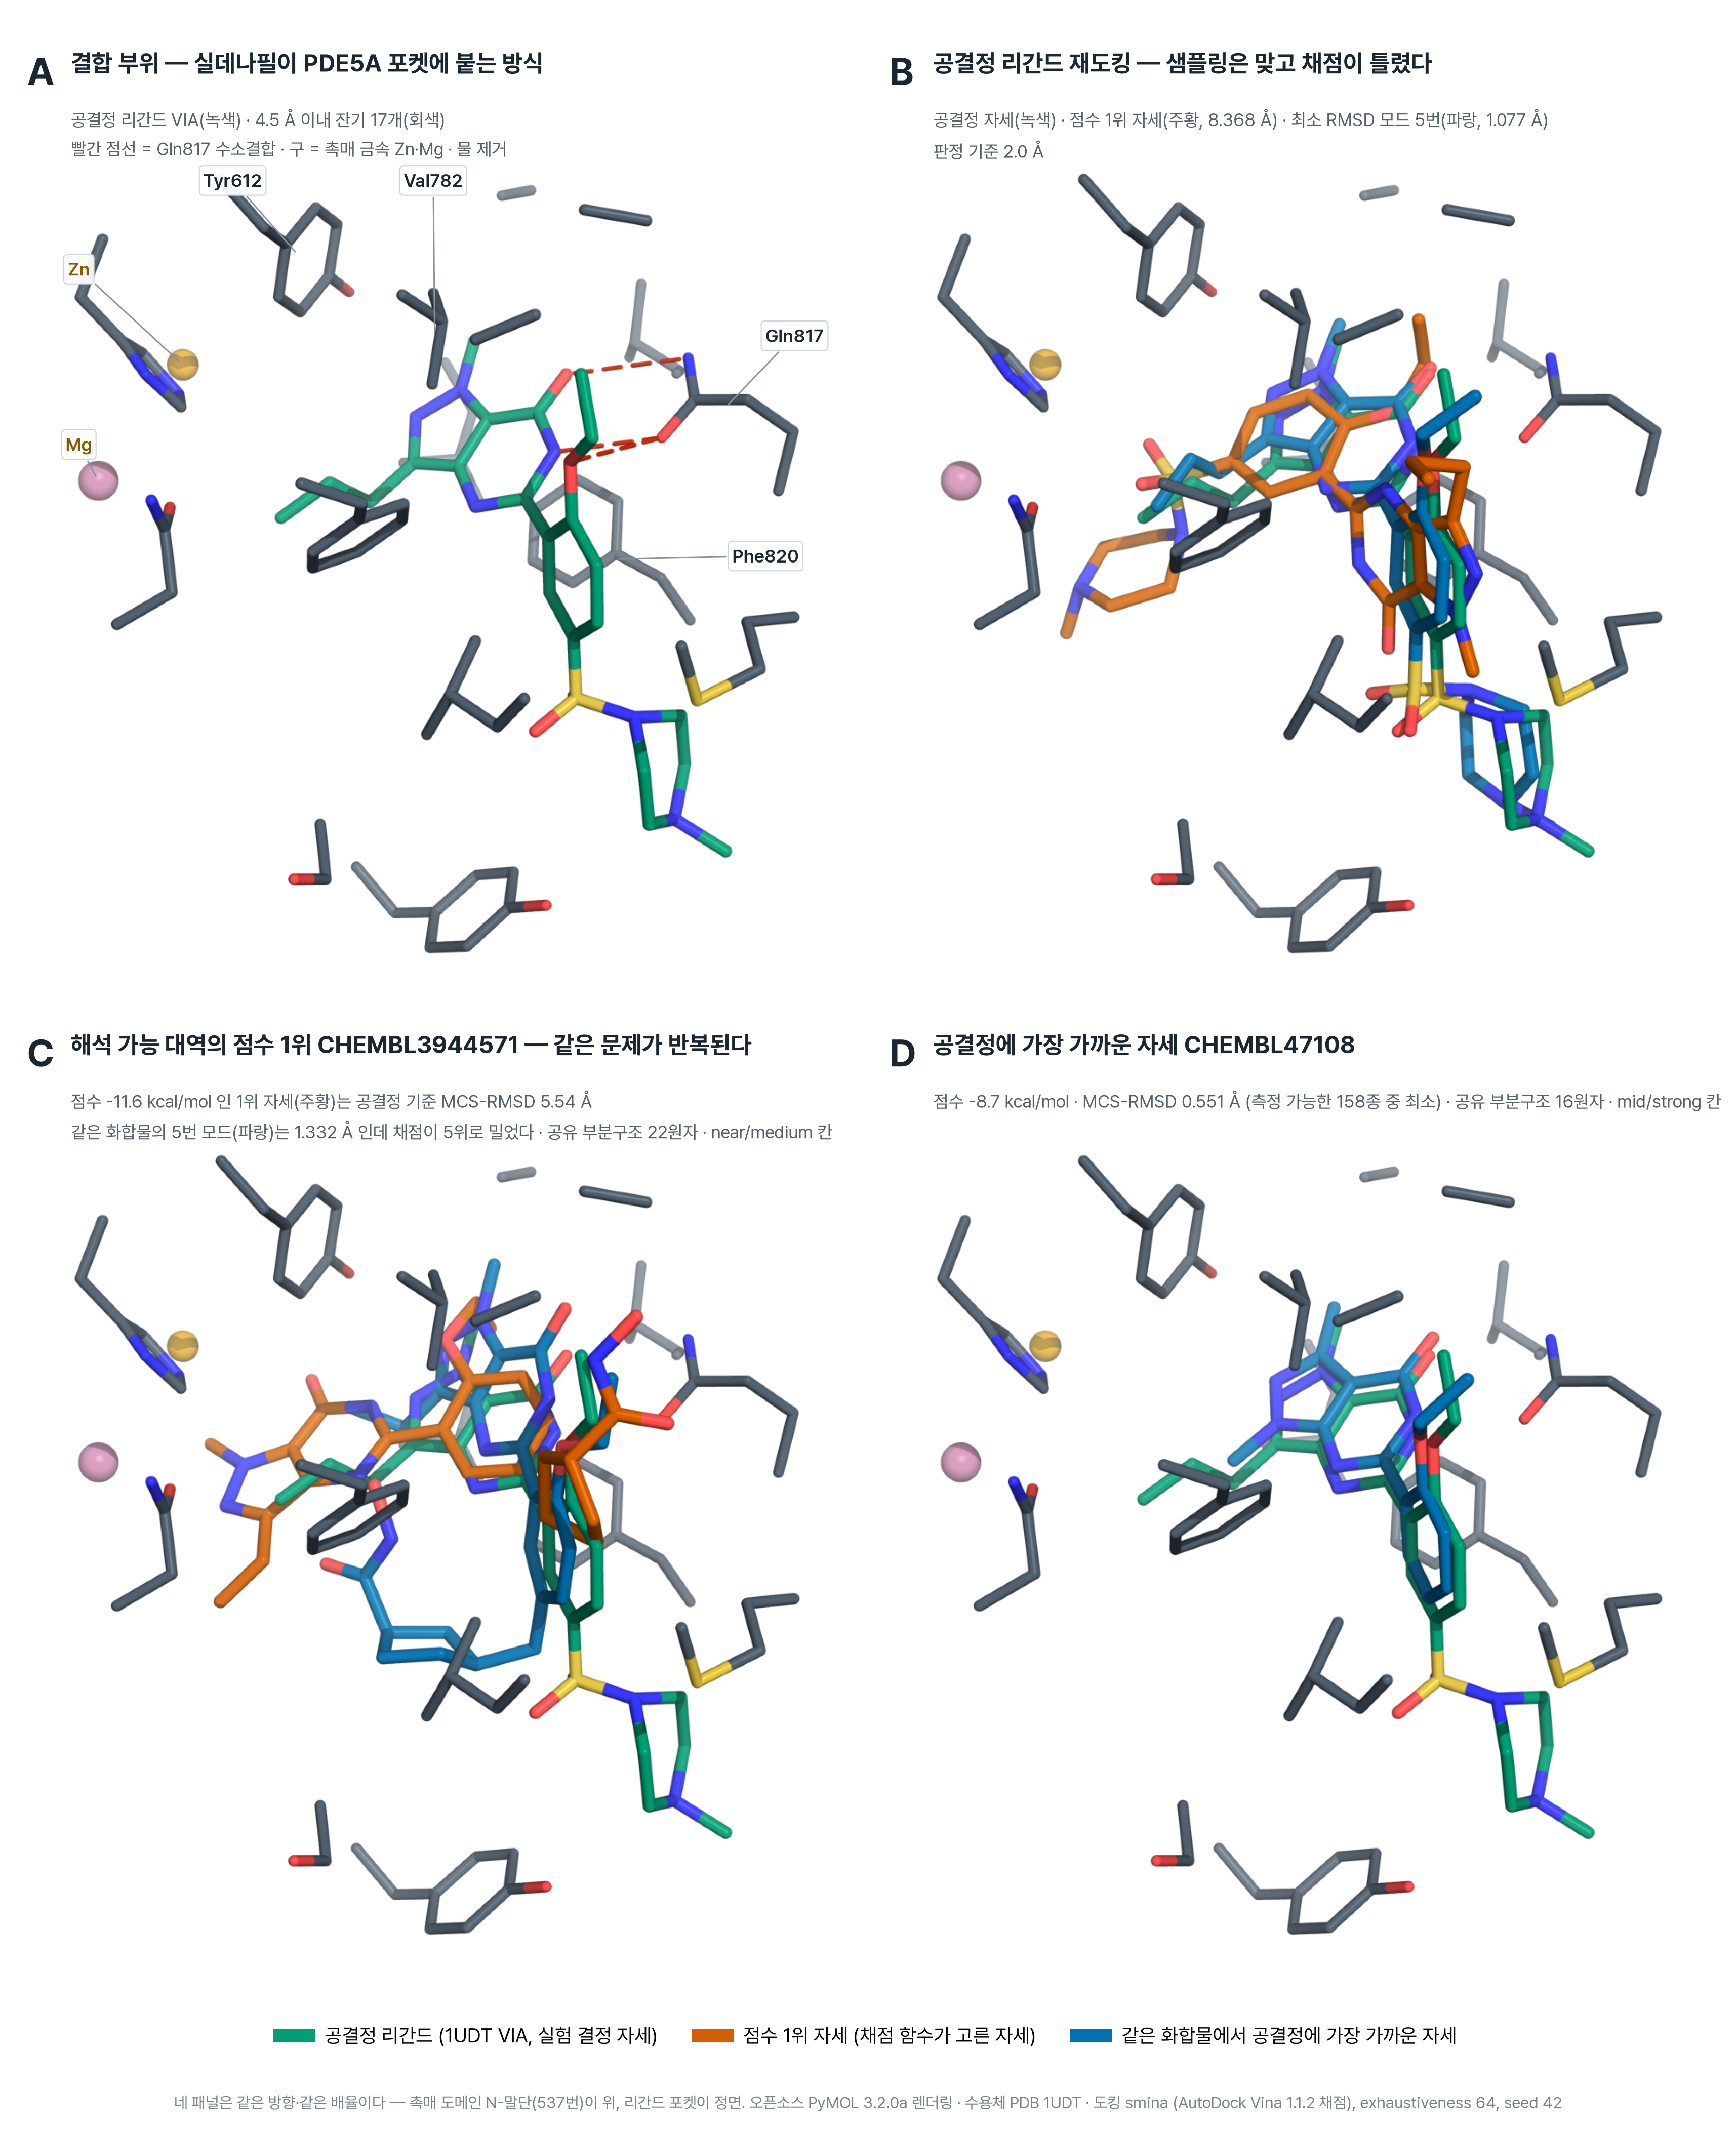 A 결합 부위 — 실데나필이 PDE5A 포켓에 붙는 방식
공결정 리간드 VIA(녹색) · 4.5 Å 이내 잔기 17개(회색)
빨간 점선 = Gln817 수소결합 · 구 = 촉매 금속 Zn·Mg · 물 제거
Tyr612
Val782
Zn
Gln817
Mg
Phe820
B 공결정 리간드 재도킹 — 샘플링은 맞고 채점이 틀렸다
공결정 자세(녹색) · 점수 1위 자세(주황, 8.368 Å) · 최소 RMSD 모드 5번(파랑, 1.077 Å)
판정 기준 2.0 Å
C 해석 가능 대역의 점수 1위 CHEMBL3944571 — 같은 문제가 반복된다
점수 -11.6 kcal/mol 인 1위 자세(주황)는 공결정 기준 MCS-RMSD 5.54 Å
같은 화합물의 5번 모드(파랑)는 1.332 Å 인데 채점이 5위로 밀었다 · 공유 부분구조 22원자 · near/medium 칸
D 공결정에 가장 가까운 자세 CHEMBL47108
점수 -8.7 kcal/mol · MCS-RMSD 0.551 Å (측정 가능한 158종 중 최소) · 공유 부분구조 16원자 · mid/strong 칸
공결정 리간드 (1UDT VIA, 실험 결정 자세)
점수 1위 자세 (채점 함수가 고른 자세)
같은 화합물에서 공결정에 가장 가까운 자세
네 패널은 같은 방향·같은 배율이다 — 촉매 도메인 N-말단(537번)이 위, 리간드 포켓이 정면. 오픈소스 PyMOL 3.2.0a 렌더링 · 수용체 PDB 1UDT · 도킹 smina (AutoDock Vina 1.1.2 채점), exhaustiveness 64, seed 42